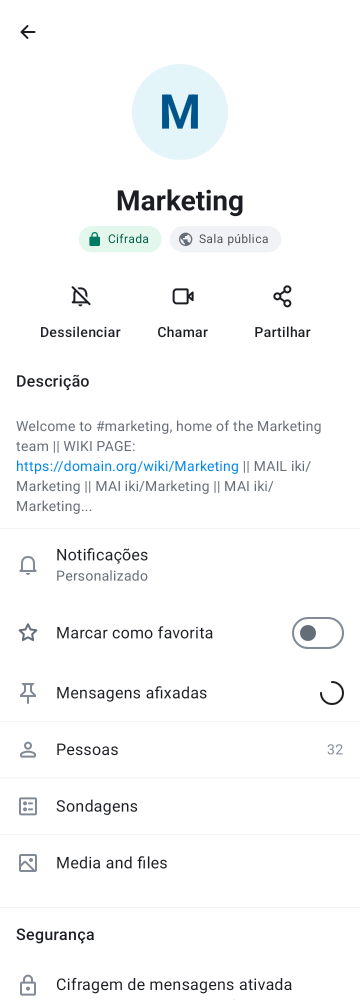 M
Marketing
Cifrada
Sala pública
Dessilenciar
Chamar
Partilhar
Descrição
Welcome to #marketing, home of the Marketing
team || WIKI PAGE:
https://domain.org/wiki/Marketing || MAIL iki/
Marketing || MAI iki/Marketing || MAI iki/
Marketing...
Notificações
Personalizado
Marcar como favorita
Mensagens afixadas
Pessoas 32
Sondagens
Media and files
Segurança
Cifragem de mensagens ativada